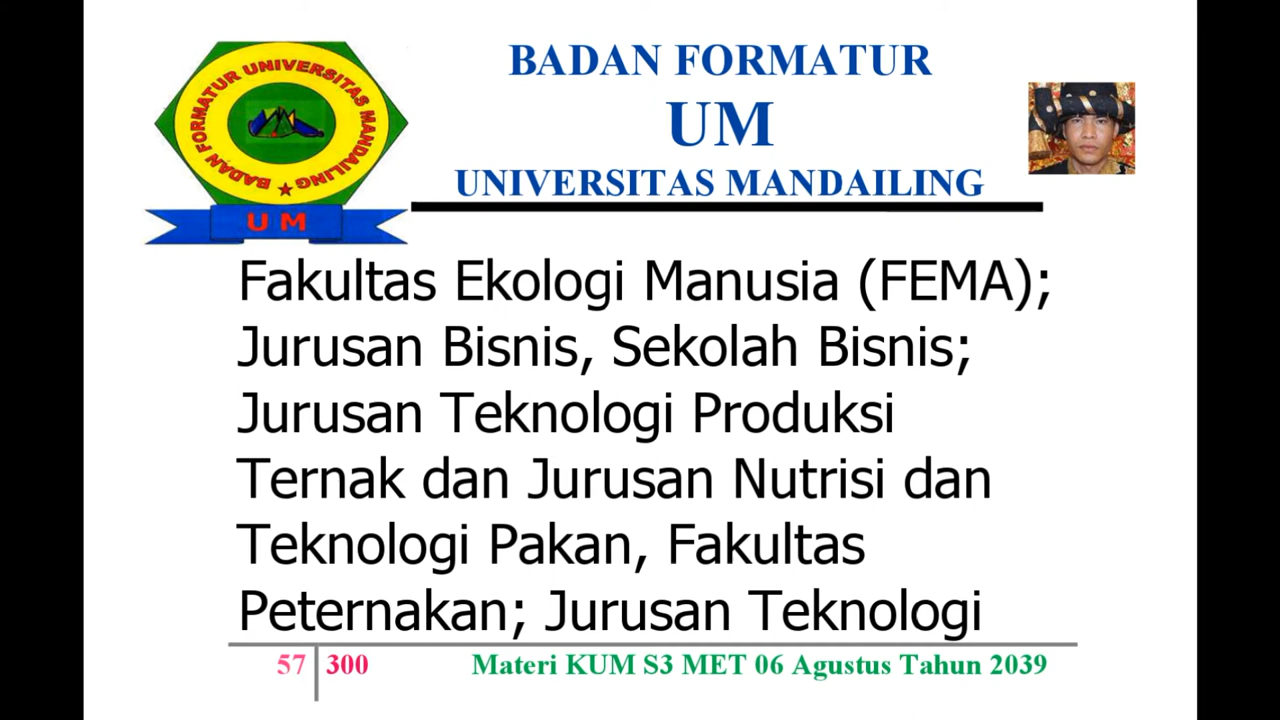 BADAN FORMATUR UNIVERSITAS MANDAILING
U M
BADAN FORMATUR
UM
UNIVERSITAS MANDAILING
Fakultas Ekologi Manusia (FEMA);
Jurusan Bisnis, Sekolah Bisnis;
Jurusan Teknologi Produksi
Ternak dan Jurusan Nutrisi dan
Teknologi Pakan, Fakultas
Peternakan; Jurusan Teknologi
57 300 Materi KUM S3 MET 06 Agustus Tahun 2039